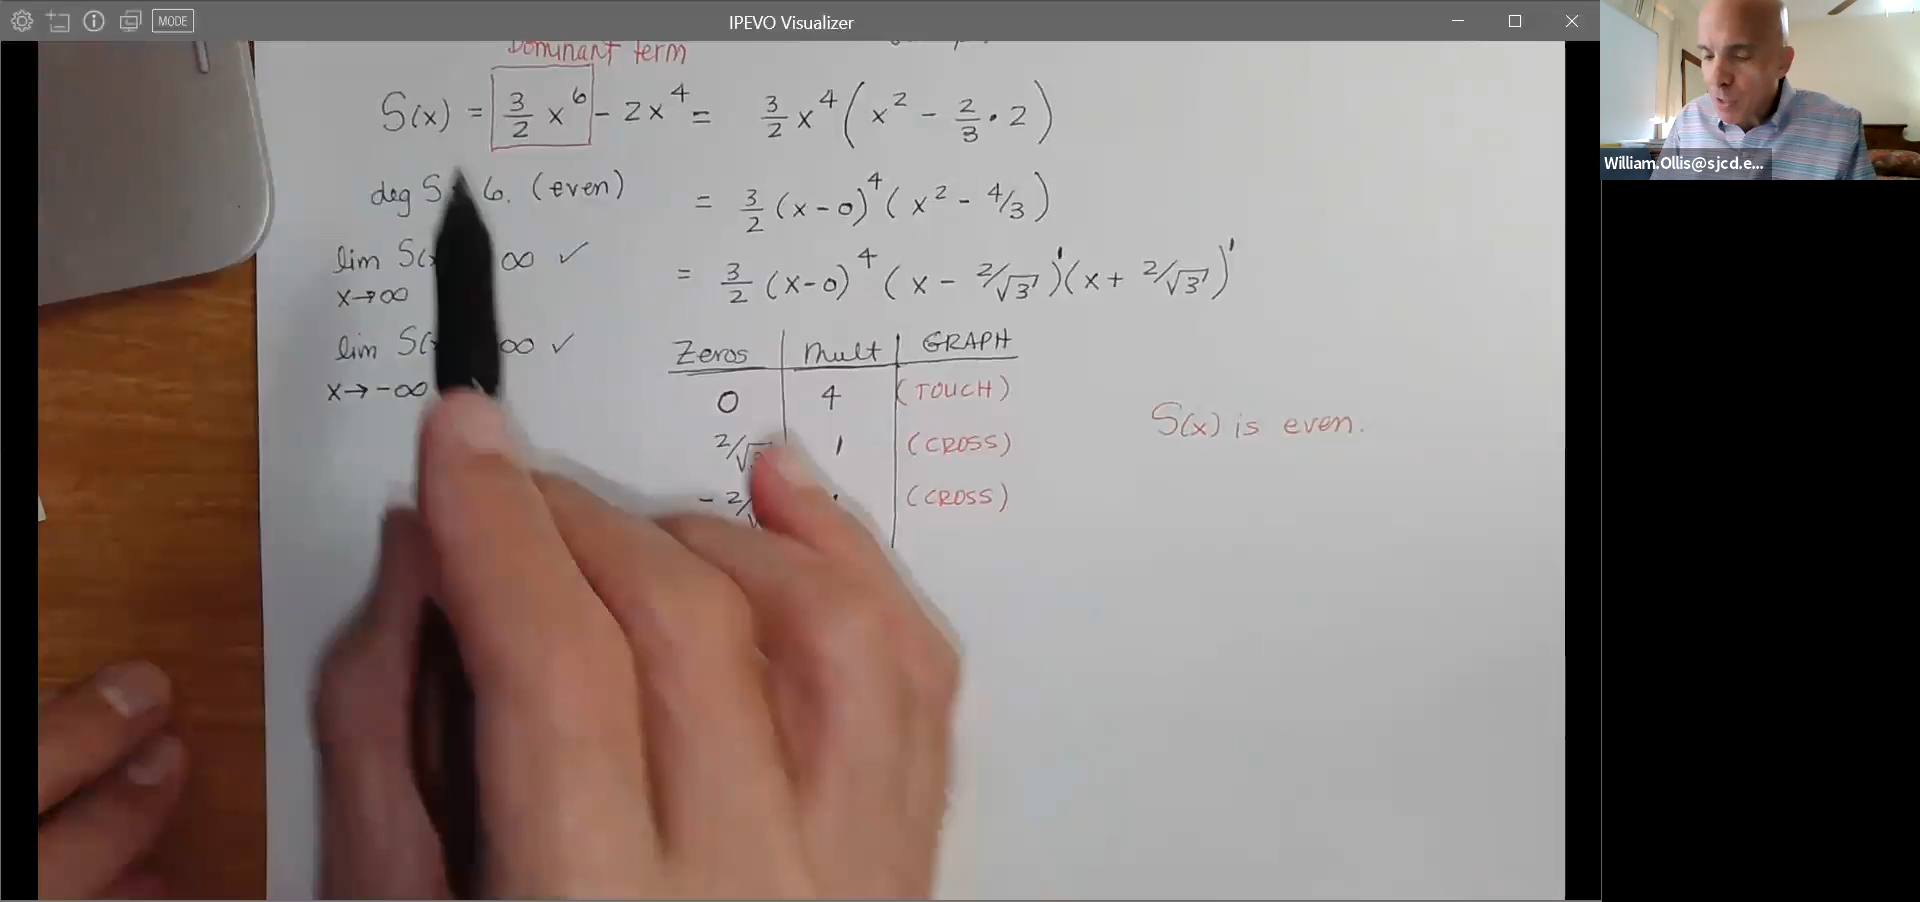 MODE
IPEVO Visualizer
Dominant term
S(x) = 3/2 x^6 - 2x^4 = 3/2 x^4 ( x^2 - 2/3 · 2 )
deg S 6. (even)
= 3/2 (x-0)^4 ( x^2 - 4/3 )
lim S( ∞ ✓
x→∞
= 3/2 (x-0)^4 ( x - 2/√3 )^1 ( x + 2/√3 )^1
lim S( ∞ ✓
x→-∞
Zeros Mult GRAPH
0 4 (TOUCH)
2/√ 1 (CROSS)
- 2/√ (CROSS)
S(x) is even.
William.Ollis@sjcd.e...